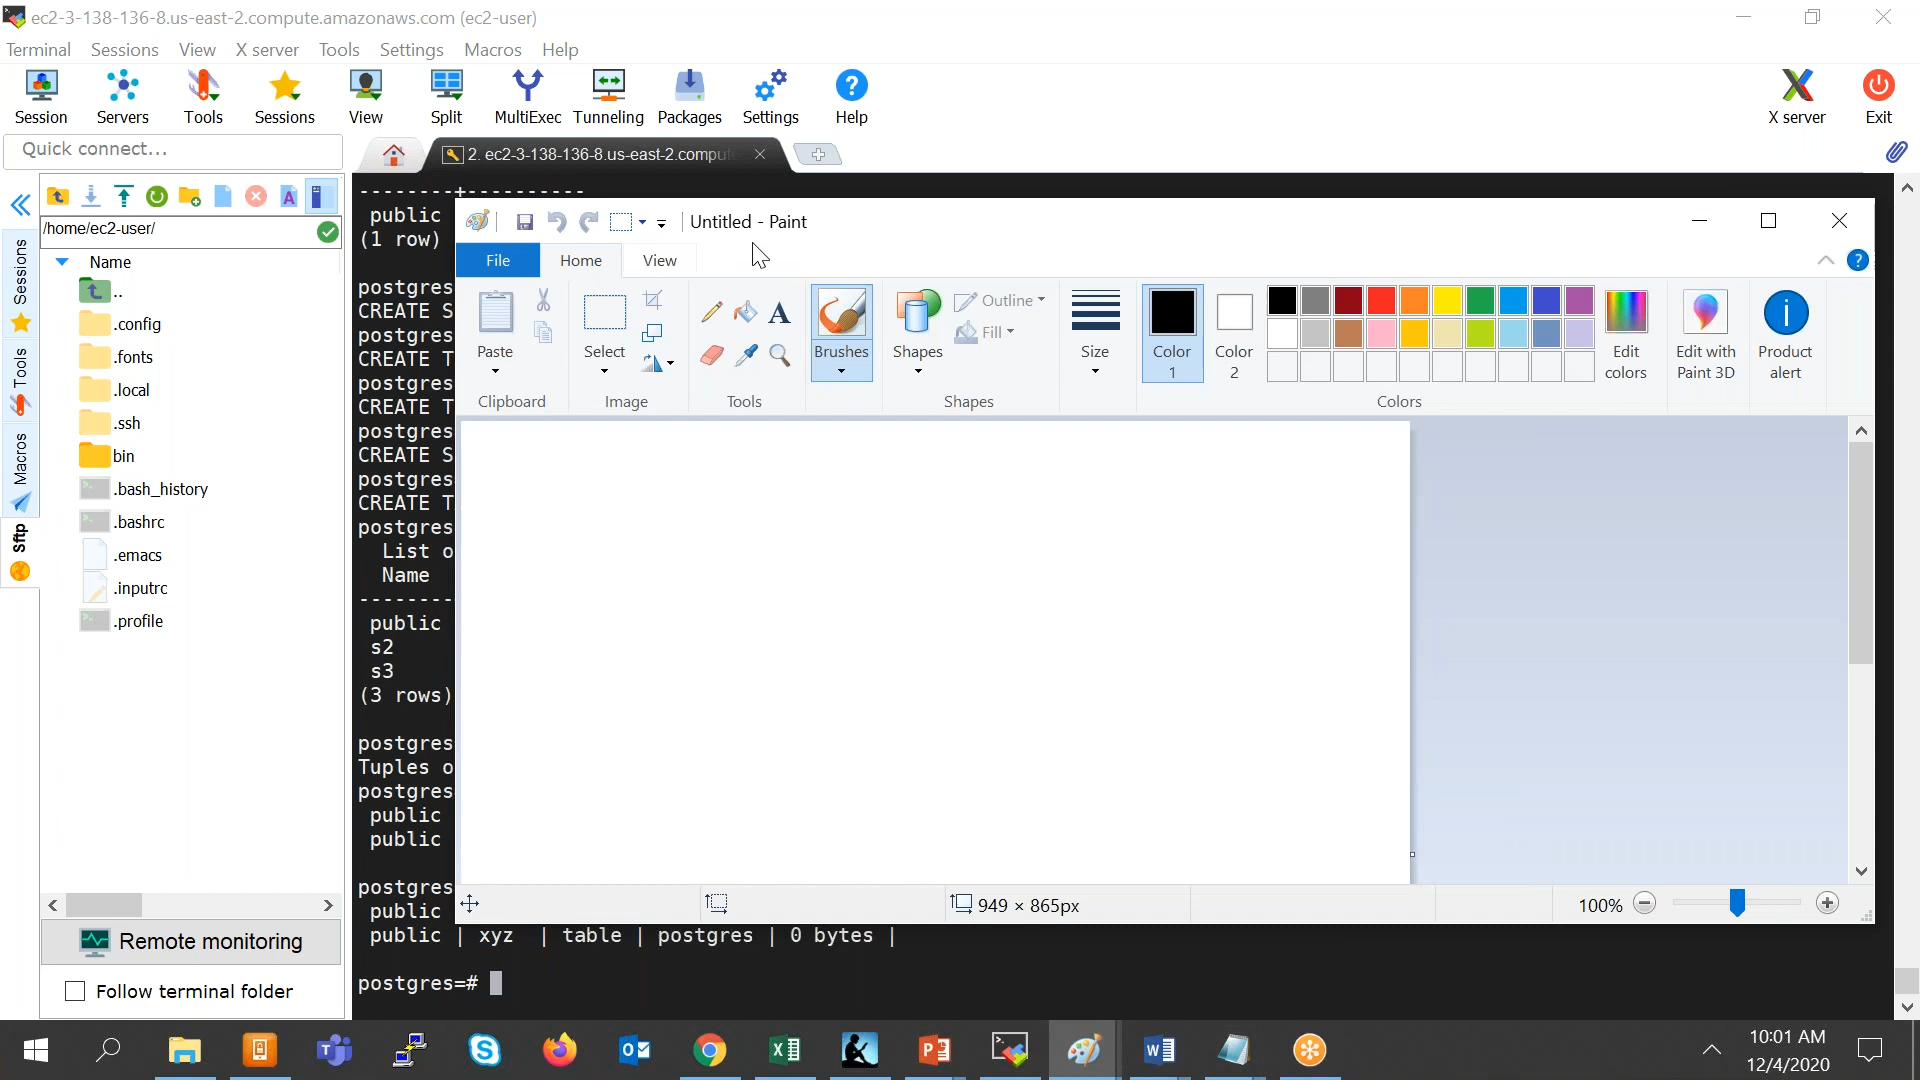 ec2-3-138-136-8.us-east-2.compute.amazonaws.com (ec2-user)
Terminal Sessions View X server Tools Settings Macros Help
Session Servers Tools Sessions View Split MultiExec Tunneling Packages Settings Help X server Exit
Quick connect...
2. ec2-3-138-136-8.us-east-2.comput
/home/ec2-user/
Name
..
.config
.fonts
.local
.ssh
bin
.bash_history
.bashrc
.emacs
.inputrc
.profile
Sessions
Tools
Macros
Sftp
Remote monitoring
Follow terminal folder
--------+----------
public
(1 row)
postgres
CREATE S
postgres
CREATE T
postgres
CREATE T
postgres
CREATE S
postgres
CREATE T
postgres
List o
Name
--------
public
s2
s3
(3 rows)
postgres
Tuples o
postgres
public
public
postgres
public
public | xyz | table | postgres | 0 bytes |
postgres=#
Untitled - Paint
File Home View
Paste
Clipboard
Select
Image
Tools
Brushes
Shapes
Outline
Fill
Shapes
Size
Color 1
Color 2
Colors
Edit colors
Edit with Paint 3D
Product alert
949 × 865px
100%
10:01 AM
12/4/2020